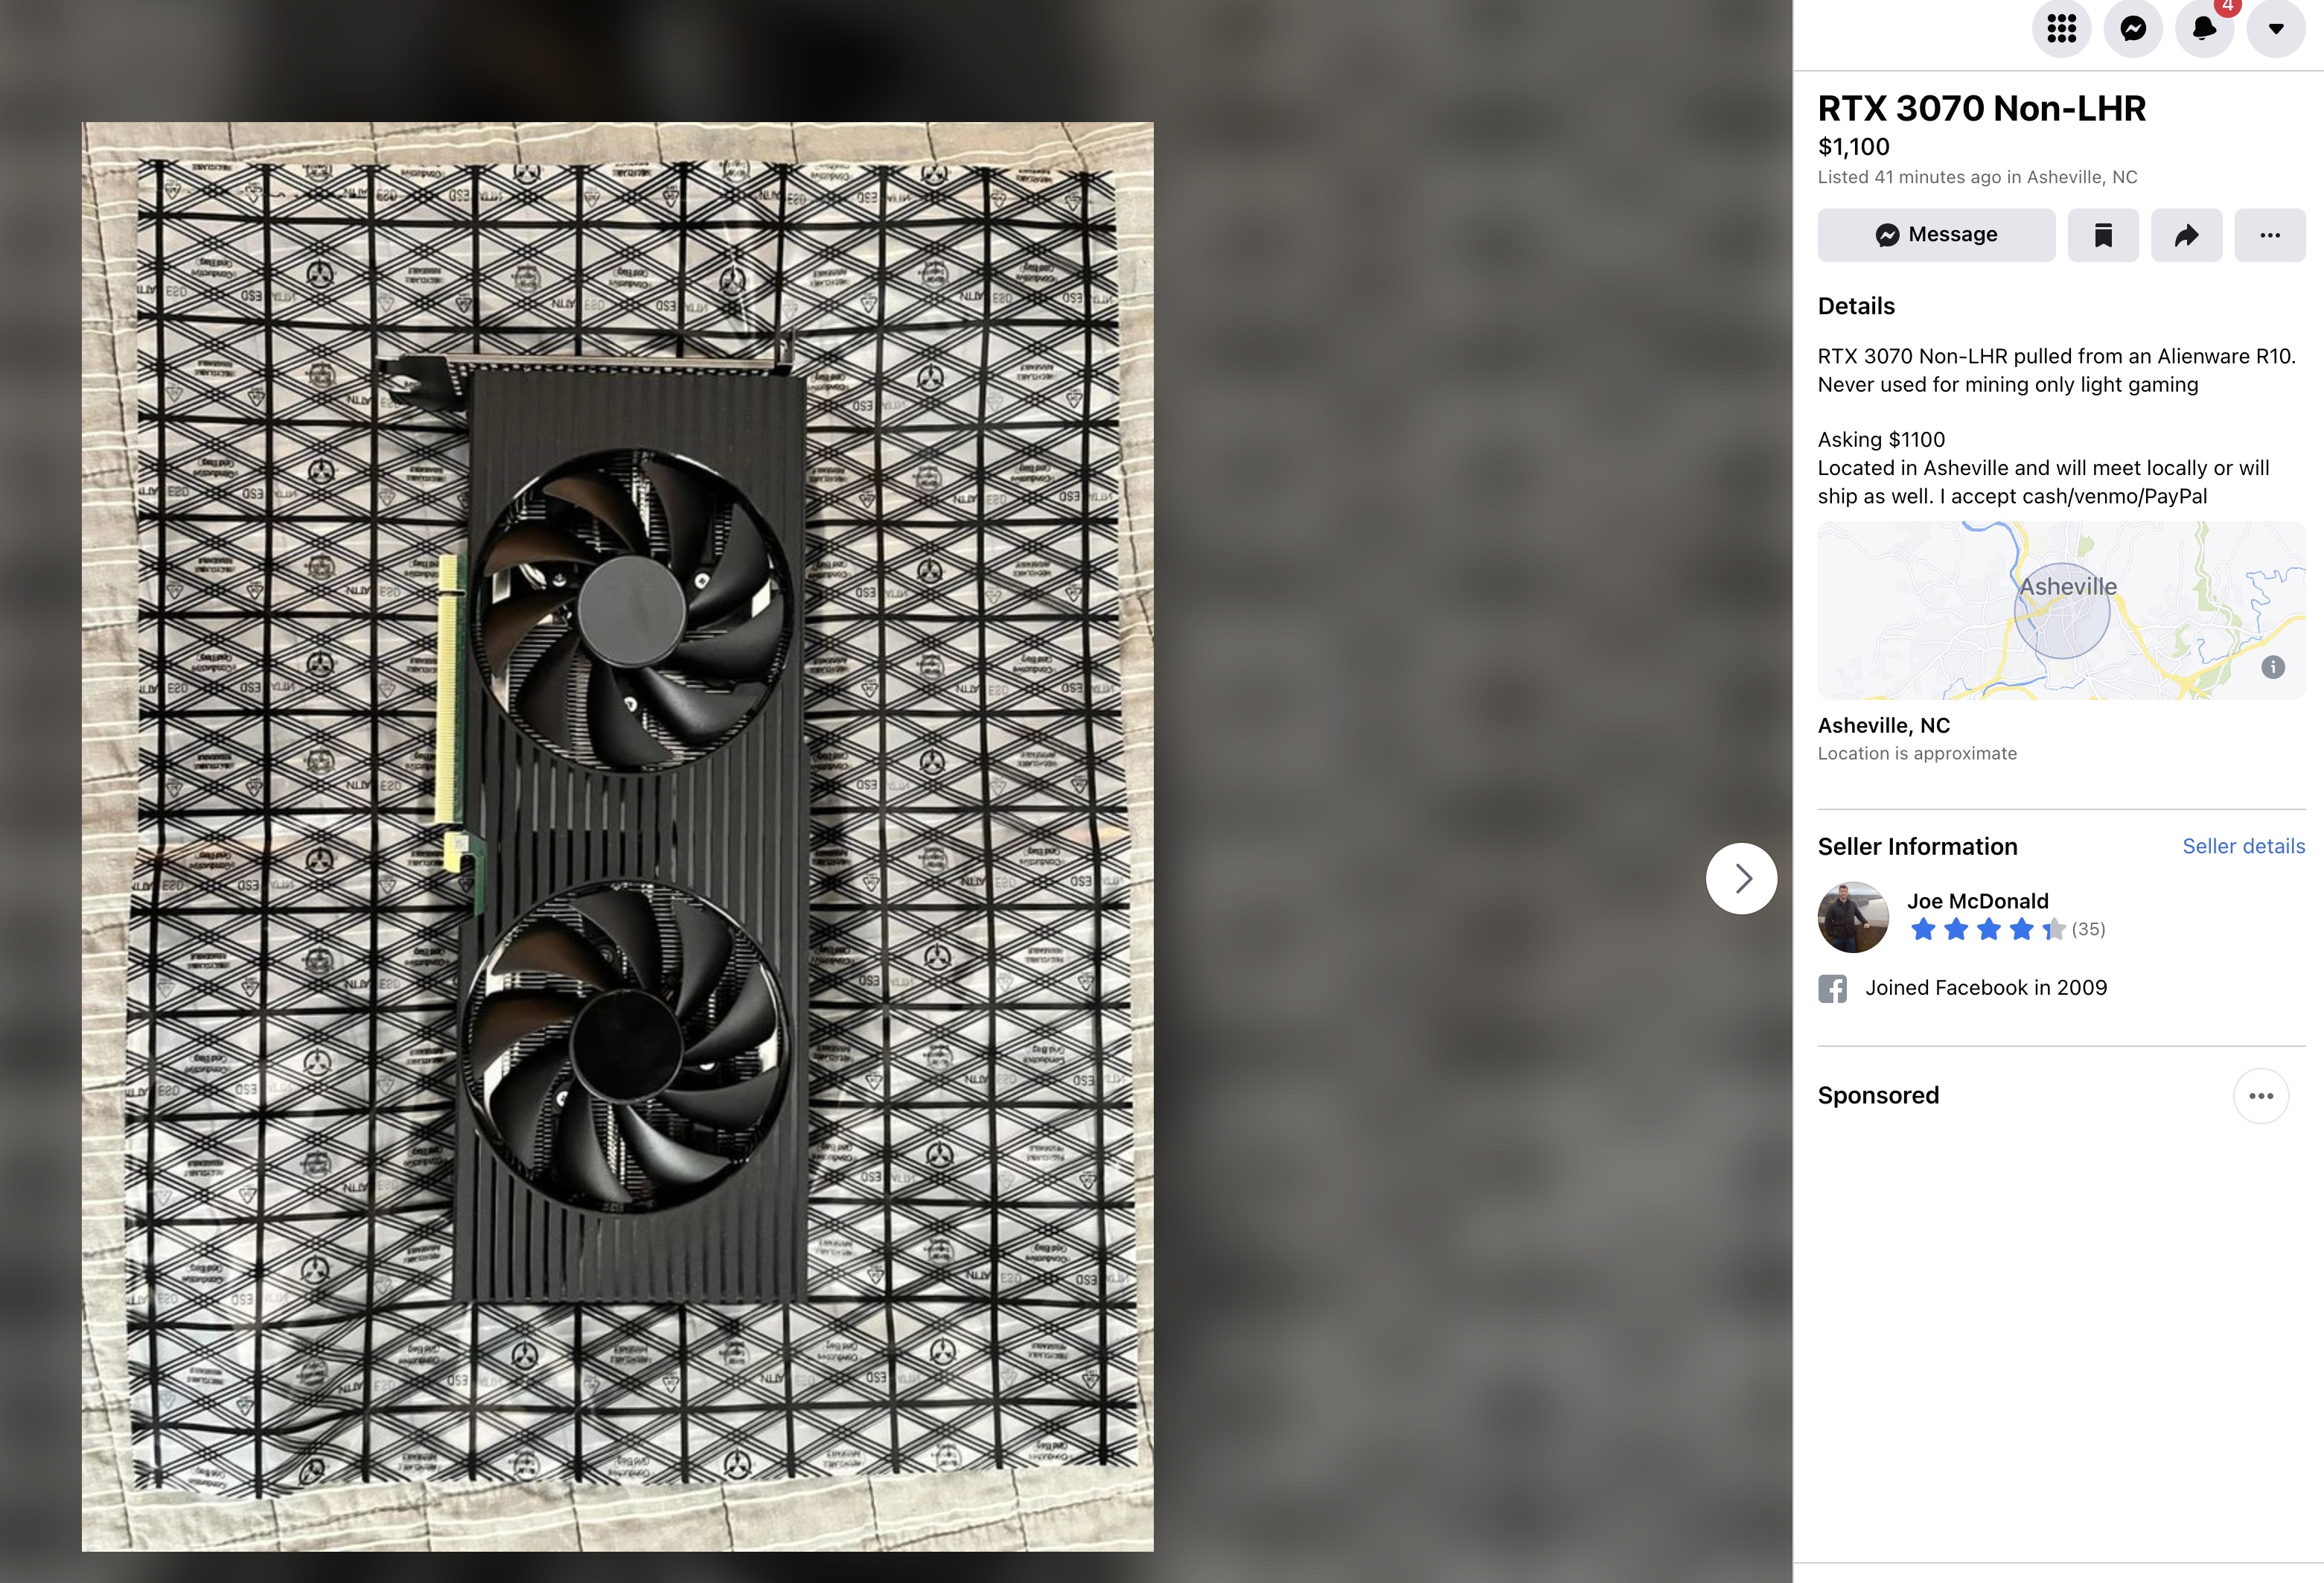 4
RTX 3070 Non-LHR
$1,100
Listed 41 minutes ago in Asheville, NC
Message
Details
RTX 3070 Non-LHR pulled from an Alienware R10.
Never used for mining only light gaming
Asking $1100
Located in Asheville and will meet locally or will
ship as well. I accept cash/venmo/PayPal
Asheville
Asheville, NC
Location is approximate
Seller Information
Seller details
Joe McDonald
(35)
Joined Facebook in 2009
Sponsored